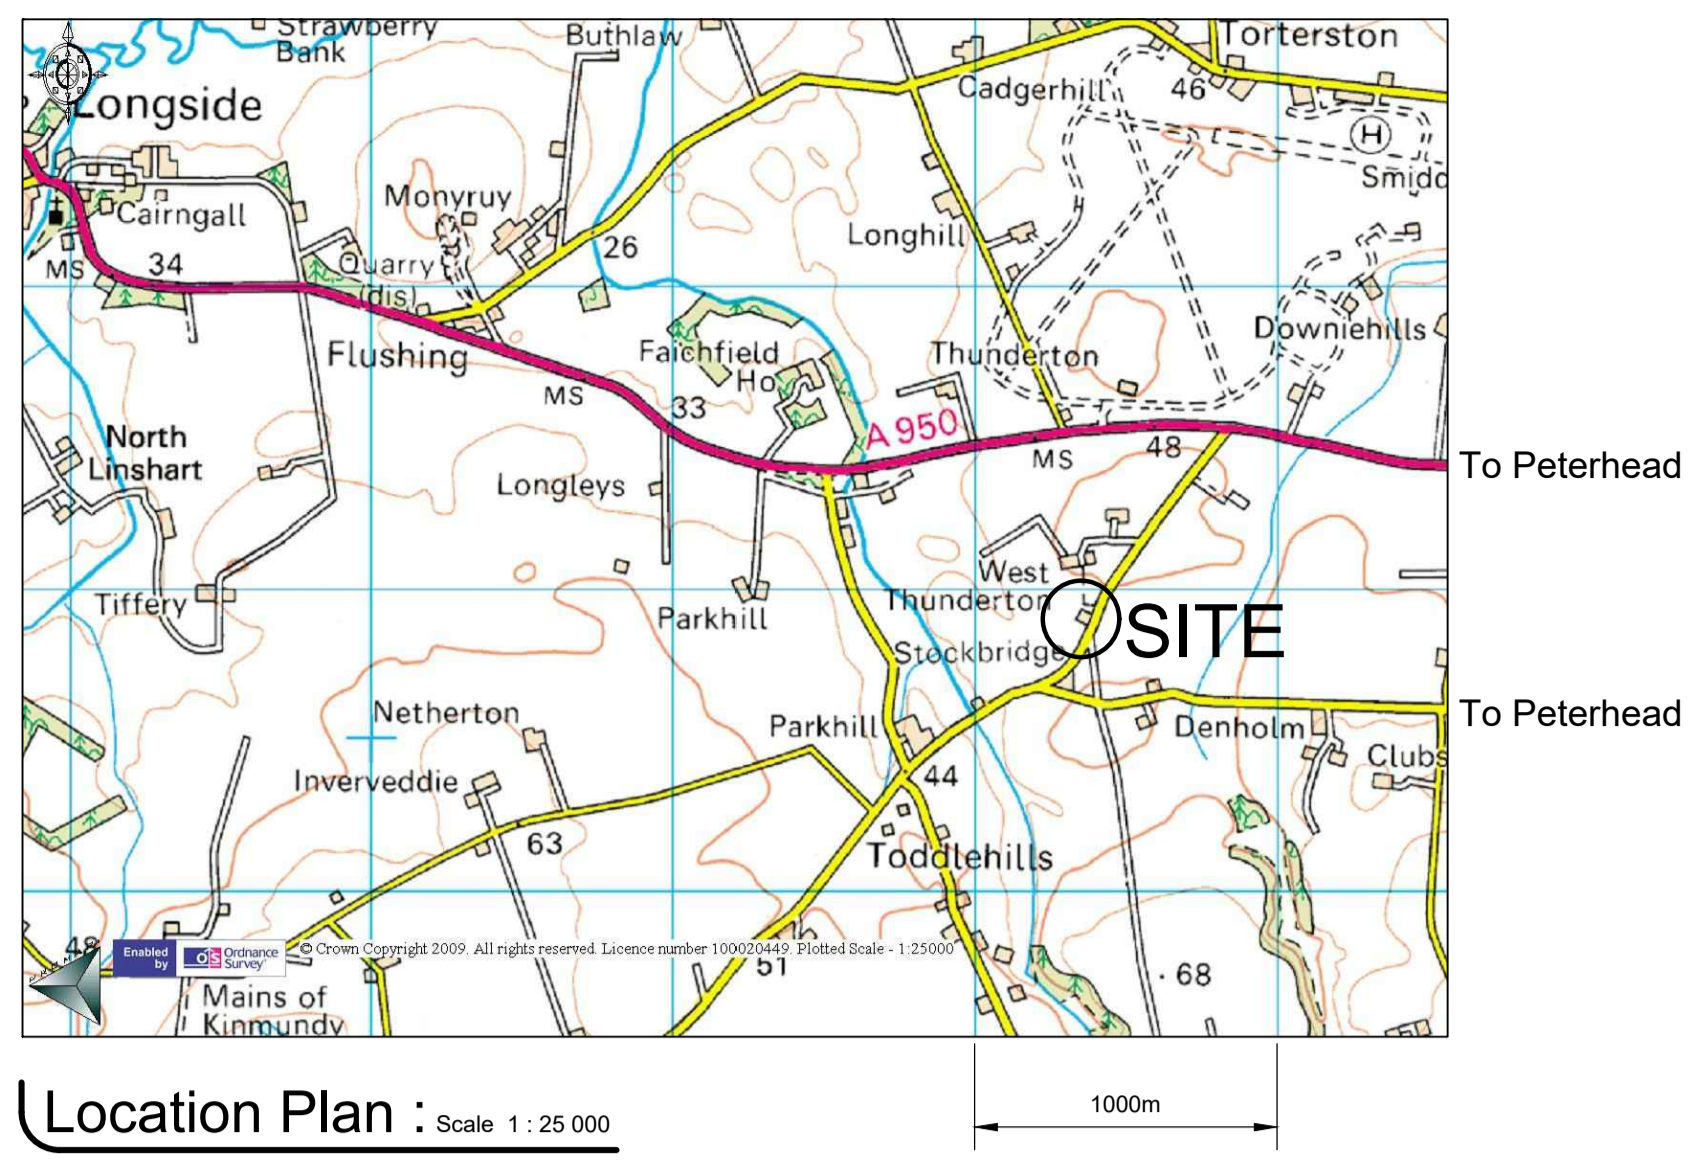 Strawberry
Bank
Buthlaw
Torterston
Longside
Cadgerhill
46
H
Smidd
Cairngall
Monyruy
Longhill
26
MS
34
Quarry
(dis)
Downiehills
Flushing
Faichfield
Ho
Thunderton
MS
33
A 950
48
MS
North
Linshart
Longleys
To Peterhead
West
Thunderton
SITE
Tiffery
Parkhill
Stockbridge
Netherton
Parkhill
Denholm
To Peterhead
Clubs
Inverveddie
44
63
Toddlehills
48
Enabled
by
OS Ordnance
Survey
© Crown Copyright 2009. All rights reserved. Licence number 100020449. Plotted Scale - 1:25000
51
68
Mains of
Kinmundy
Location Plan : Scale 1 : 25 000
1000m